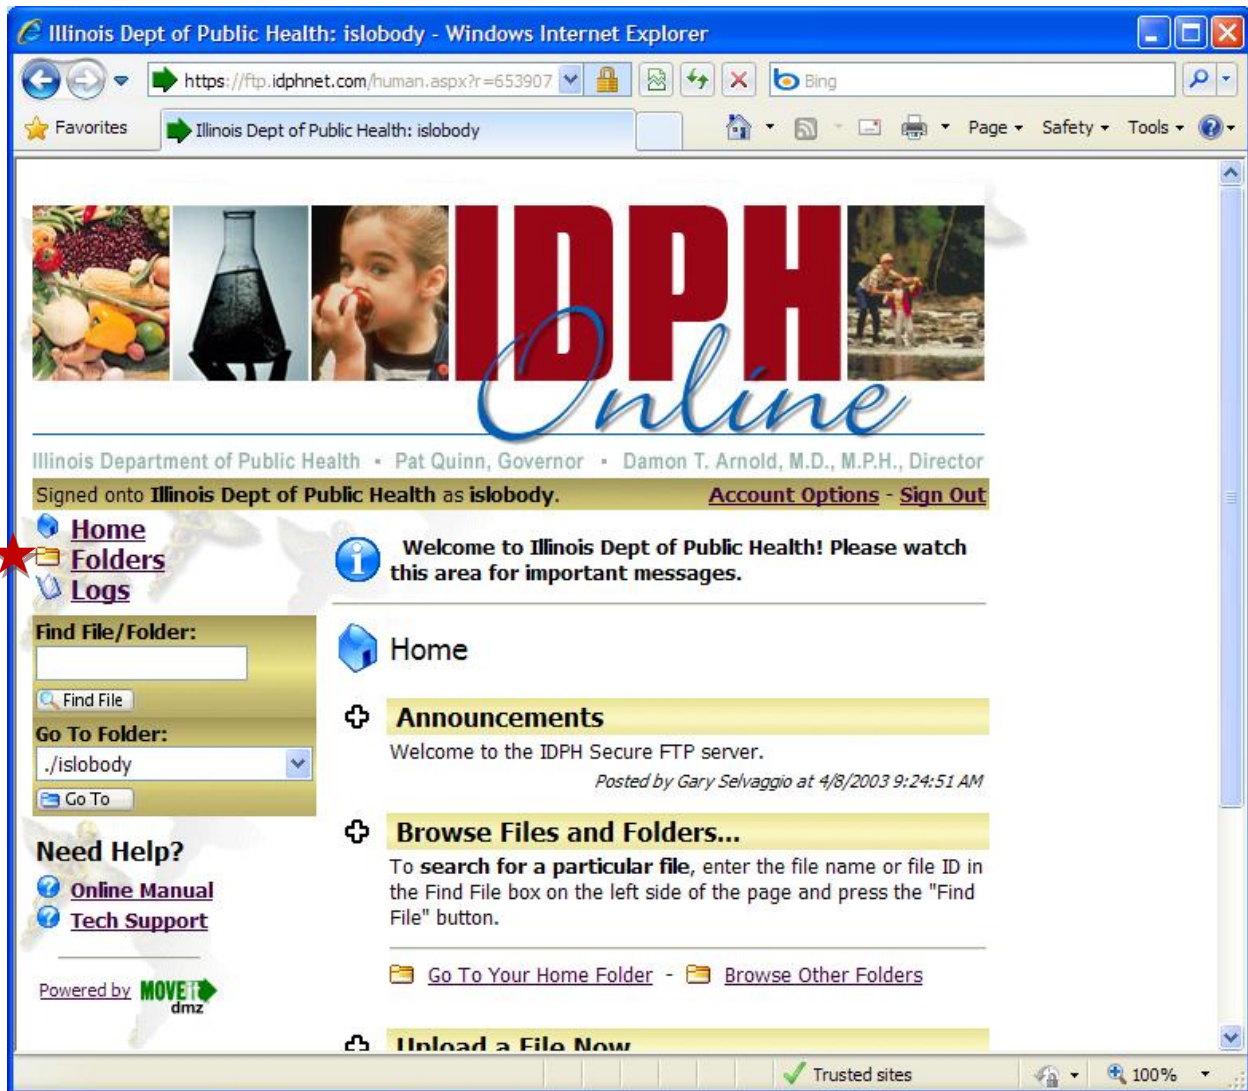 Illinois Dept of Public Health: islobody - Windows Internet Explorer
https://ftp.idphnet.com/human.aspx?r=653907
Bing
Favorites
Illinois Dept of Public Health: islobody
Page
Safety
Tools
IDPH
Online
Illinois Department of Public Health • Pat Quinn, Governor • Damon T. Arnold, M.D., M.P.H., Director
Signed onto Illinois Dept of Public Health as islobody.
Account Options - Sign Out
Home
Folders
Logs
Welcome to Illinois Dept of Public Health! Please watch
this area for important messages.
Find File/Folder:
Find File
Go To Folder:
./islobody
Go To
Need Help?
Online Manual
Tech Support
Powered by MOVEit
dmz
Home
Announcements
Welcome to the IDPH Secure FTP server.
Posted by Gary Selvaggio at 4/8/2003 9:24:51 AM
Browse Files and Folders...
To search for a particular file, enter the file name or file ID in
the Find File box on the left side of the page and press the "Find
File" button.
Go To Your Home Folder - Browse Other Folders
Upload a File Now
Trusted sites
100%